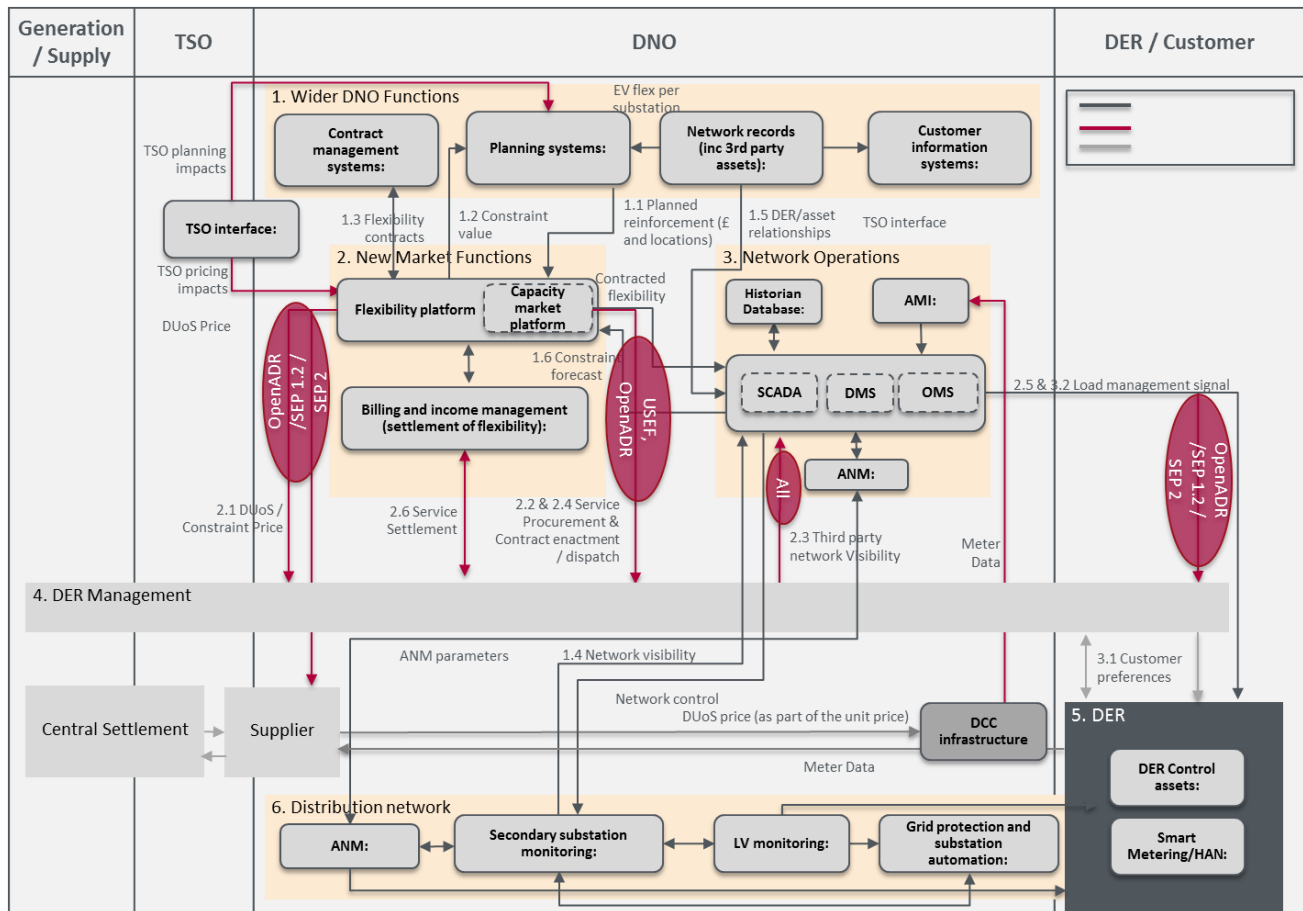 Generation
/ Supply
TSO
DNO
DER / Customer
1. Wider DNO Functions
EV flex per
substation
Contract
management
systems:
Planning systems:
Network records
(inc 3rd party
assets):
Customer
information
systems:
TSO planning
impacts
TSO interface:
1.3 Flexibility
contracts
1.2 Constraint
value
1.1 Planned
reinforcement (£
and locations)
1.5 DER/asset
relationships
TSO interface
TSO pricing
impacts
DUoS Price
2. New Market Functions
Flexibility platform
Capacity
market
platform
Contracted
flexibility
1.6 Constraint
forecast
Billing and income management
(settlement of flexibility):
3. Network Operations
Historian
Database:
AMI:
SCADA
DMS
OMS
ANM:
2.5 & 3.2 Load management signal
OpenADR
/SEP 1.2 /
SEP 2
USEF,
OpenADR
All
OpenADR
/SEP 1.2 /
SEP 2
2.1 DUoS /
Constraint Price
2.6 Service
Settlement
2.2 & 2.4 Service
Procurement &
Contract enactment
/ dispatch
2.3 Third party
network Visibility
Meter
Data
4. DER Management
ANM parameters
1.4 Network visibility
3.1 Customer
preferences
Network control
DUoS price (as part of the unit price)
Central Settlement
Supplier
DCC
infrastructure
Meter Data
5. DER
DER Control
assets:
Smart
Metering/HAN:
6. Distribution network
ANM:
Secondary substation
monitoring:
LV monitoring:
Grid protection and
substation
automation: